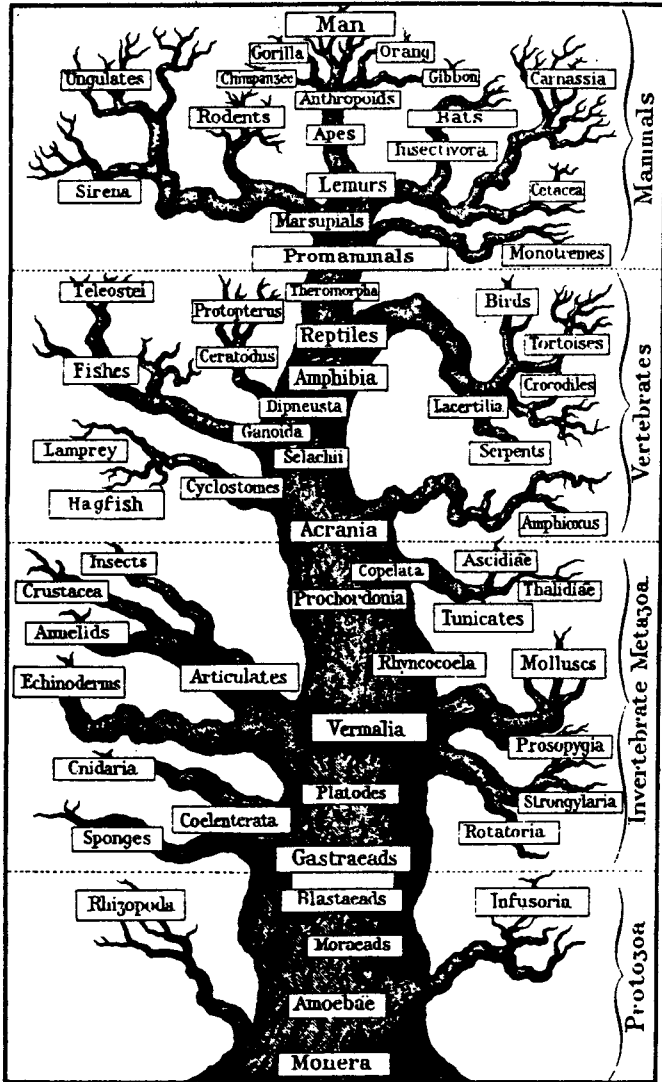 Man
Gorilla
Orang
Chimpanzee
Gibbon
Anthropoids
Ungulates
Carnassia
Rodents
Apes
Bats
Insectivora
Sirena
Lemurs
Cetacea
Marsupials
Promammals
Monotremes
Mammals
Theromorpha
Teleostei
Protopterus
Birds
Reptiles
Tortoises
Ceratodus
Fishes
Amphibia
Crocodiles
Dipneusta
Lacertilia
Ganoida
Lamprey
Selachii
Serpents
Cyclostomes
Hagfish
Acrania
Amphioxus
Vertebrates
Insects
Ascidiae
Copelata
Crustacea
Thalidiae
Prochordonia
Tunicates
Annelids
Articulates
Rhyncocoela
Molluscs
Echinoderms
Vermalia
Prosopygia
Cnidaria
Platodes
Strongylaria
Coelenterata
Rotatoria
Sponges
Gastraeads
Invertebrate Metazoa
Blastaeads
Rhizopoda
Infusoria
Moraeads
Amoebae
Monera
Protozoa